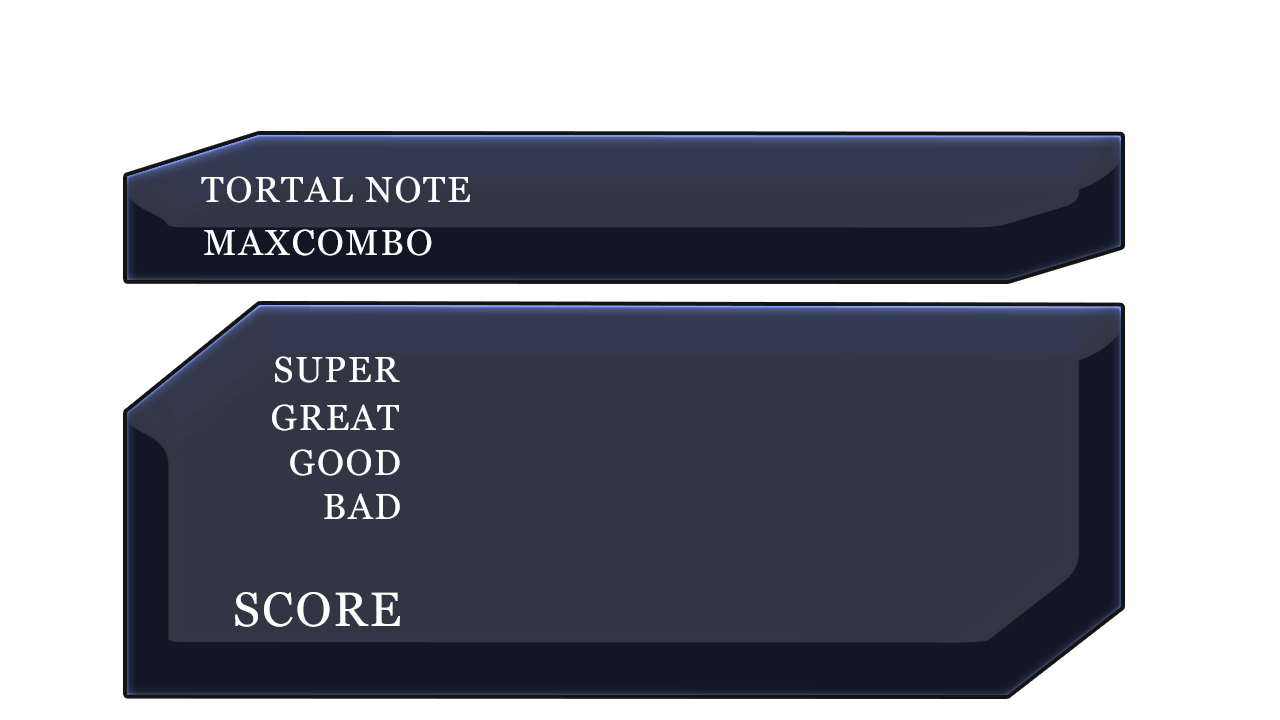 TORTAL NOTE
MAXCOMBO
SUPER
GREAT
GOOD
BAD
SCORE